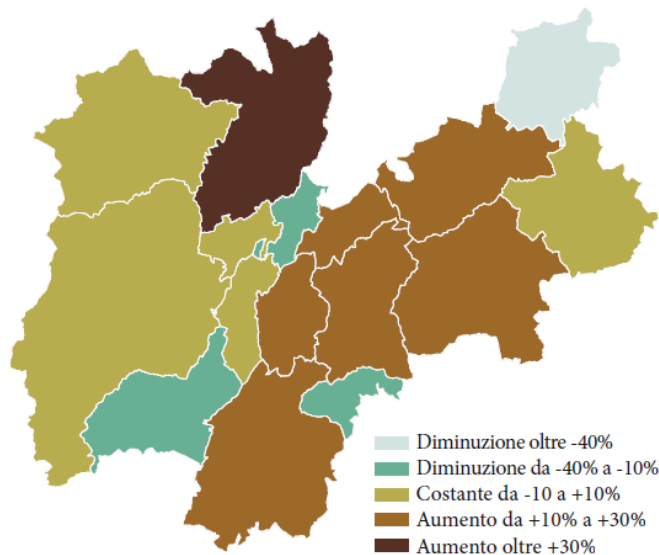 Diminuzione oltre -40%
Diminuzione da -40% a -10%
Costante da -10 a +10%
Aumento da +10% a +30%
Aumento oltre +30%